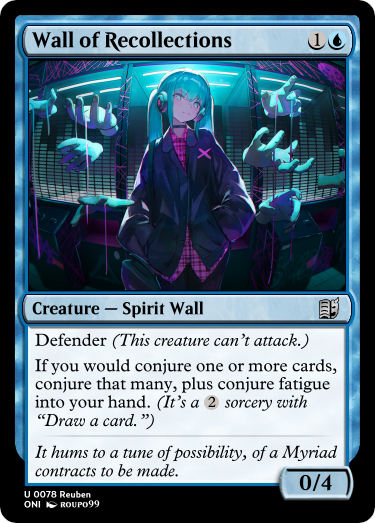 Wall of Recollections 1
Creature — Spirit Wall
Defender (This creature can't attack.)
If you would conjure one or more cards,
conjure that many, plus conjure fatigue
into your hand. (It's a 2 sorcery with
“Draw a card.”)
It hums to a tune of possibility, of a Myriad
contracts to be made.
0/4
U 0078 Reuben
ONI ROUPO99